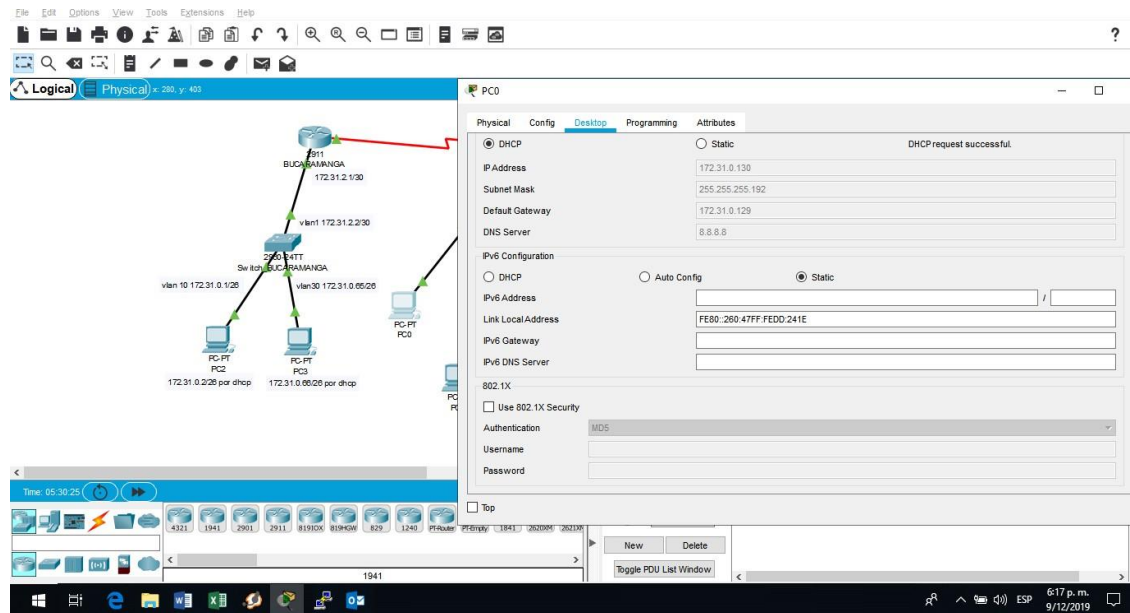 File Edit Options View Tools Extensions Help
?
Logical Physical x: 280, y: 403
PC0
Physical Config Desktop Programming Attributes
DHCP Static DHCP request successful.
IP Address 172.31.0.130
Subnet Mask 255.255.255.192
Default Gateway 172.31.0.129
DNS Server 8.8.8.8
IPv6 Configuration
DHCP Auto Config Static
IPv6 Address /
Link Local Address FE80::260:47FF:FEDD:241E
IPv6 Gateway
IPv6 DNS Server
802.1X
Use 802.1X Security
Authentication MD5
Username
Password
Top
2911
BUCARAMANGA
172.31.2.1/30
vlan1 172.31.2.2/30
2960-24TT
Switch BUCARAMANGA
vlan 10 172.31.0.1/26
vlan30 172.31.0.65/26
PC-PT
PC0
PC-PT
PC2
172.31.0.2/26 por dhcp
PC-PT
PC3
172.31.0.66/26 por dhcp
PC
Time: 05:30:25
4321 1941 2901 2911 819IOX 819HGW 829 1240 PT-Router PT-Empty 1841 2620XM 2621XM
1941
New Delete
Toggle PDU List Window
ESP
6:17 p. m.
9/12/2019